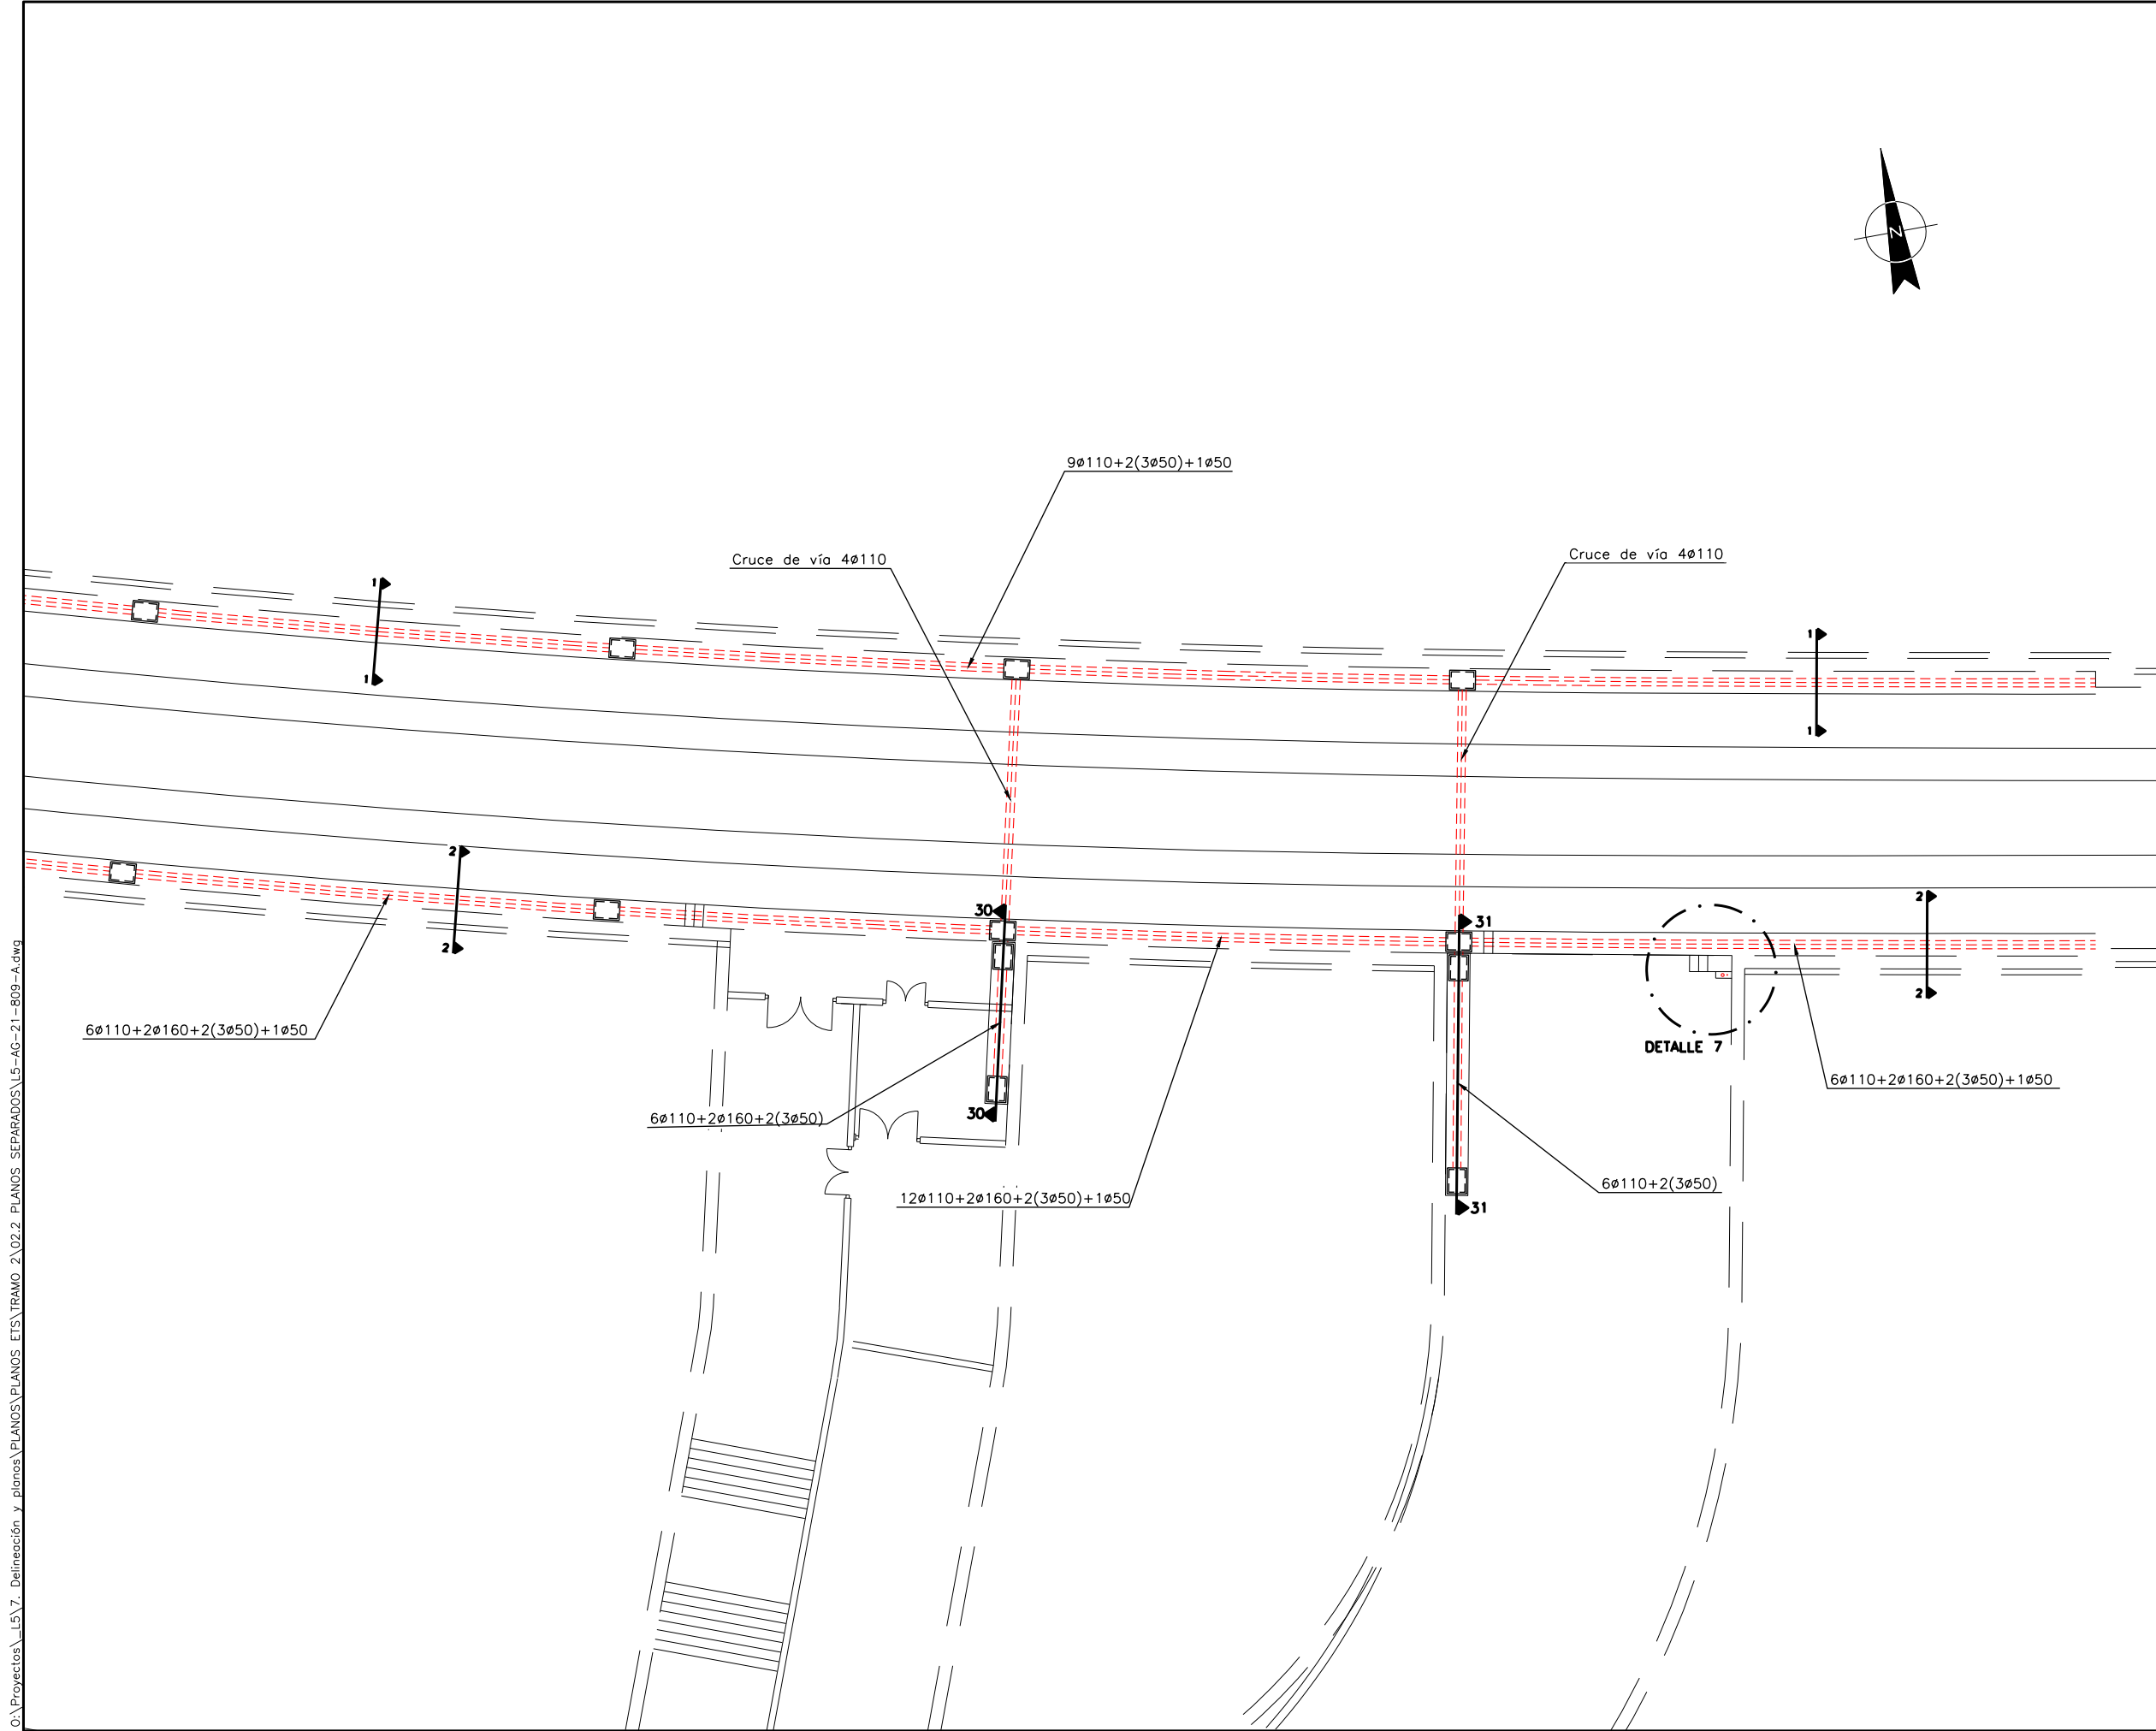 N
9ø110+2(3ø50)+1ø50
Cruce de vía 4ø110
Cruce de vía 4ø110
1
1
1
1
2
2
30
31
2
2
DETALLE 7
6ø110+2ø160+2(3ø50)+1ø50
6ø110+2ø160+2(3ø50)+1ø50
30
6ø110+2ø160+2(3ø50)
12ø110+2ø160+2(3ø50)+1ø50
6ø110+2(3ø50)
31
O:\Proyectos\_L5\7. Delineación y planos\PLANOS\PLANOS ETS\TRAMO 2\02.2 PLANOS SEPARADOS\L5-AG-21-809-A.dwg